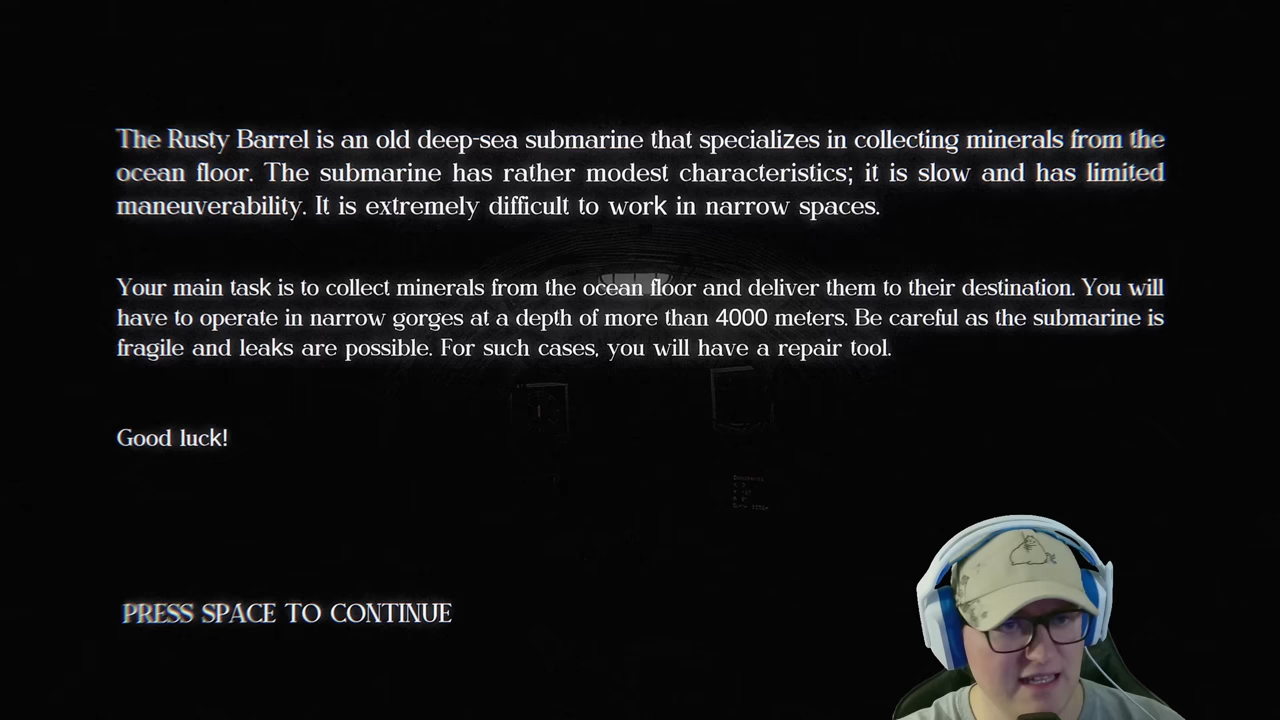 The Rusty Barrel is an old deep-sea submarine that specializes in collecting minerals from the
ocean floor. The submarine has rather modest characteristics; it is slow and has limited
maneuverability. It is extremely difficult to work in narrow spaces.
Your main task is to collect minerals from the ocean floor and deliver them to their destination. You will
have to operate in narrow gorges at a depth of more than 4000 meters. Be careful as the submarine is
fragile and leaks are possible. For such cases, you will have a repair tool.
Good luck!
PRESS SPACE TO CONTINUE